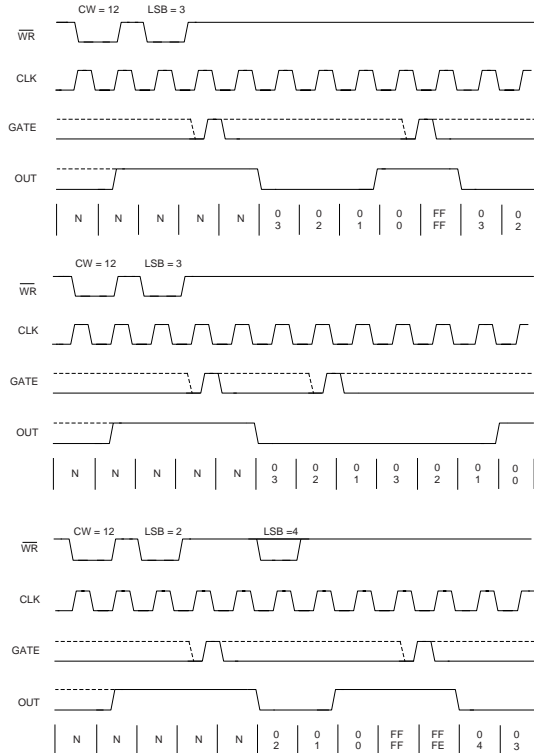 CW = 12 LSB = 3
WR
CLK
GATE
OUT
N N N N N 0 0 0 0 FF 0 0
3 2 1 0 FF 3 2
CW = 12 LSB = 3
WR
CLK
GATE
OUT
N N N N N 0 0 0 0 0 0 0
3 2 1 3 2 1 0
CW = 12 LSB = 2 LSB =4
WR
CLK
GATE
OUT
N N N N N 0 0 0 FF FF 0 0
2 1 0 FF FE 4 3